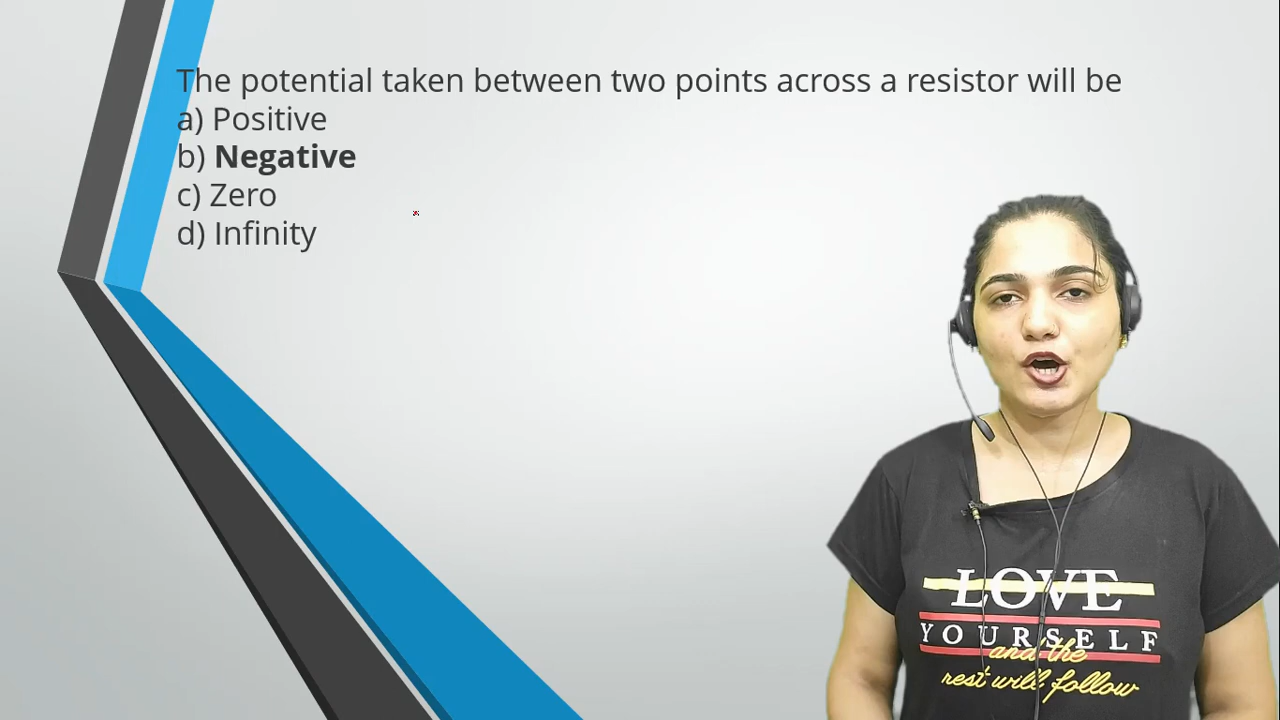 The potential taken between two points across a resistor will be
a) Positive
b) Negative
c) Zero
d) Infinity
LOVE
YOURSELF
and the
rest will follow